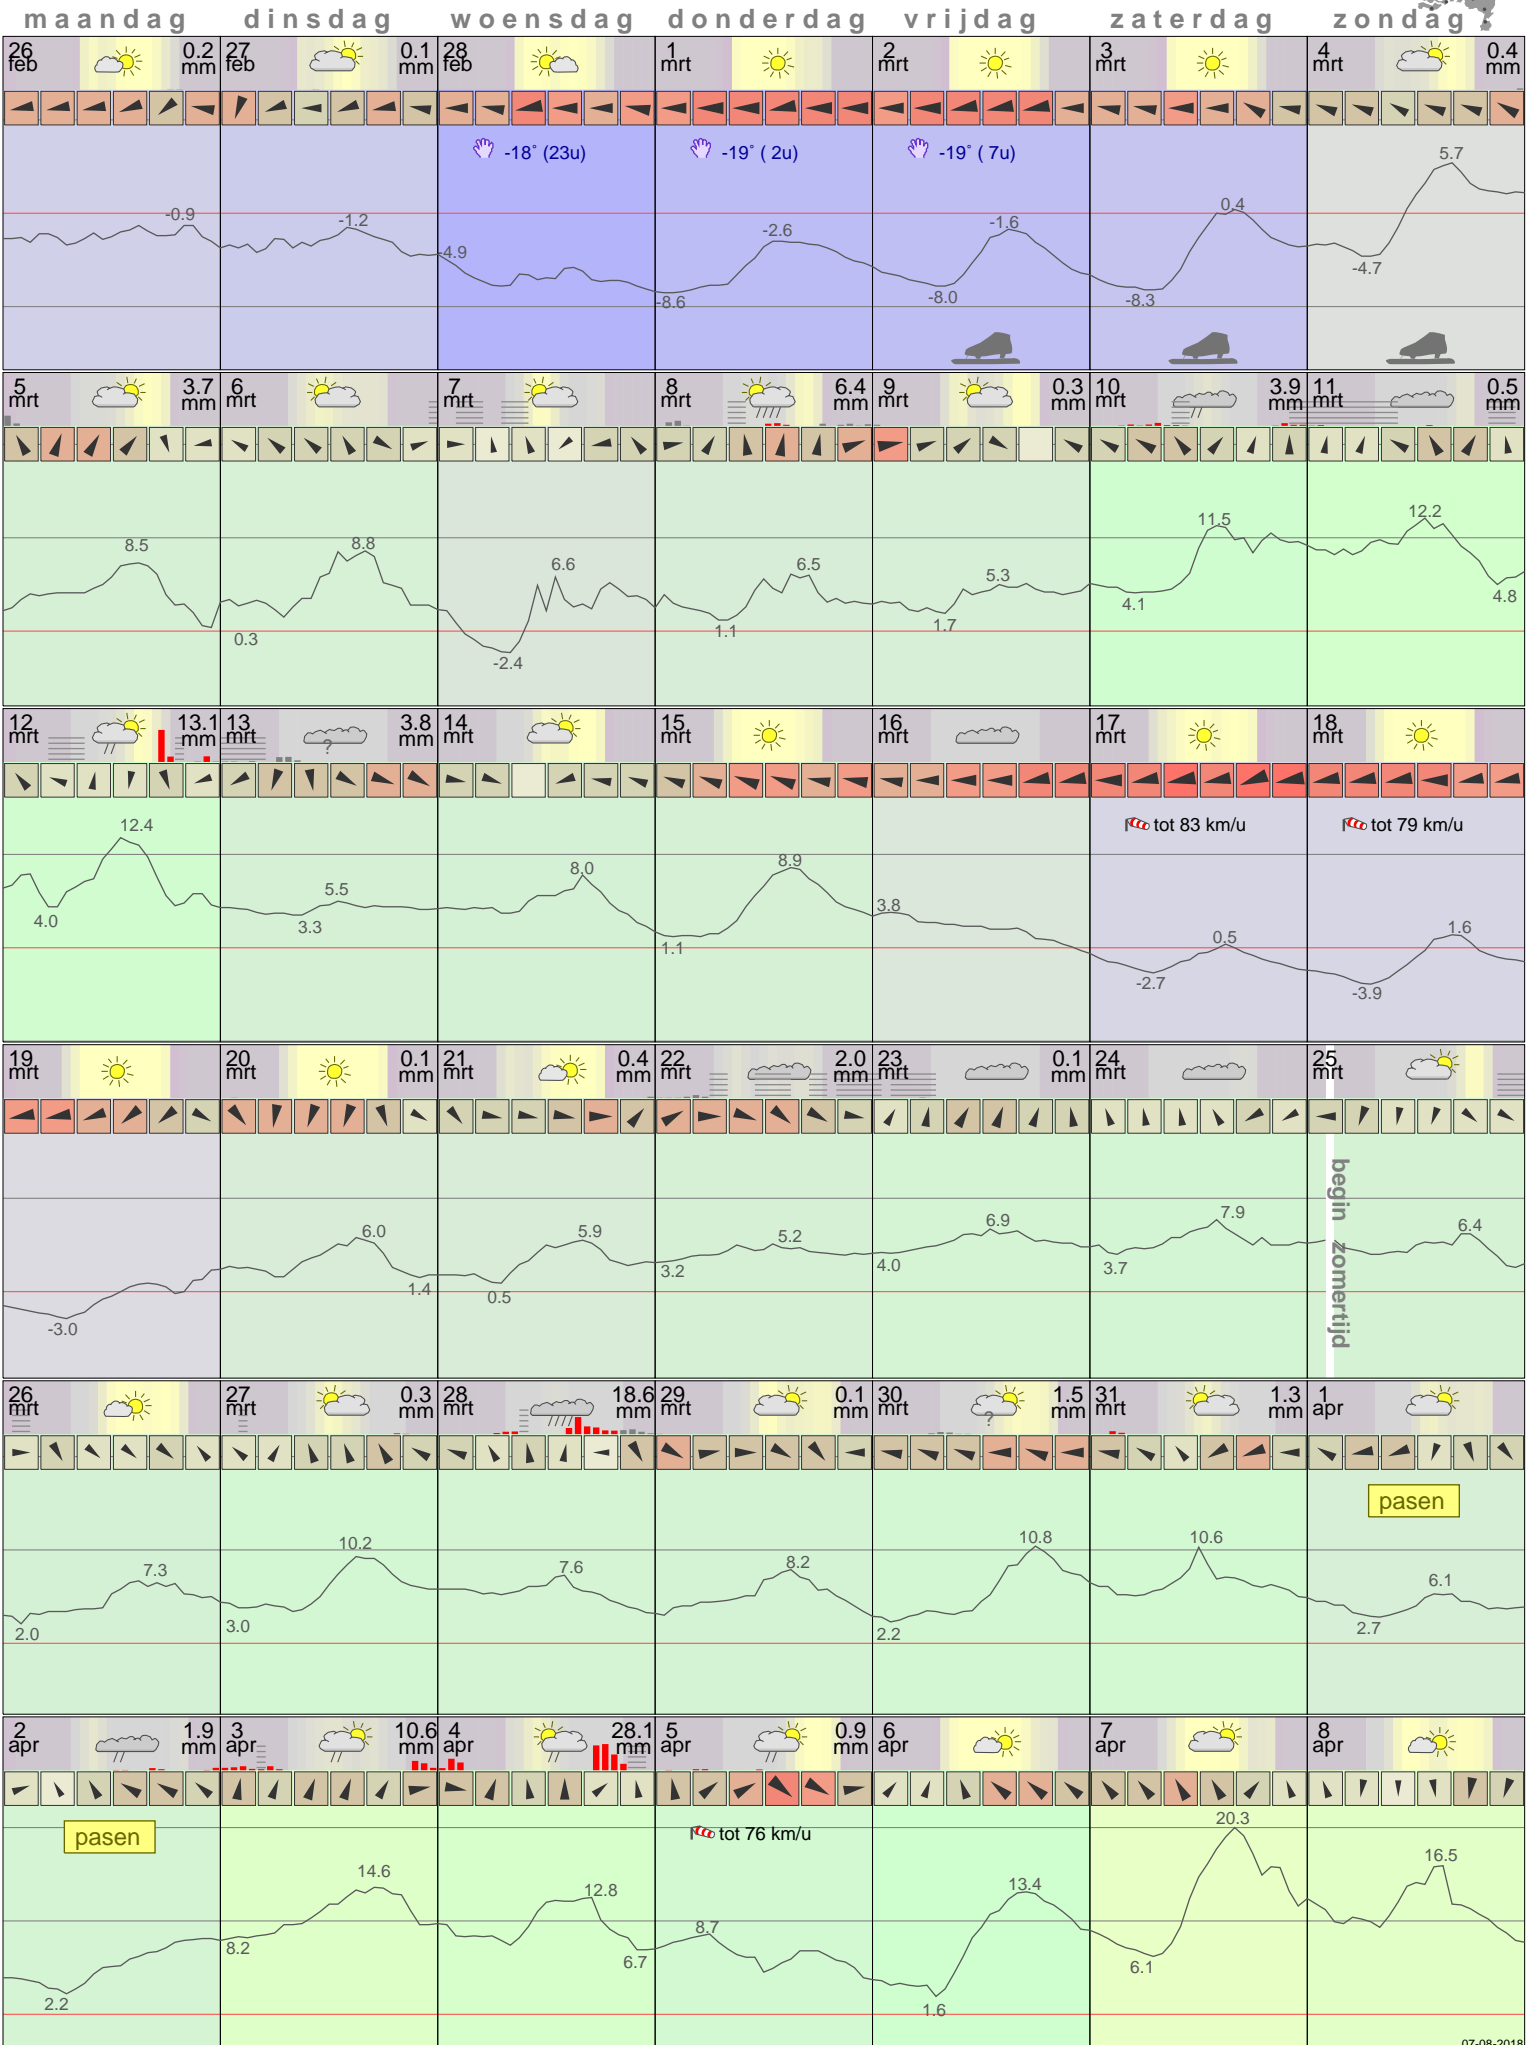 maandag dinsdag woensdag donderdag vrijdag zaterdag zondag
26 feb 0.2 mm 27 feb 0.1 mm 28 feb 1 mrt 2 mrt 3 mrt 4 mrt 0.4 mm
-18° (23u) -19° ( 2u) -19° ( 7u)
-0.9 -1.2 -4.9 -8.6 -2.6 -8.0 -1.6 -8.3 0.4 -4.7 5.7
5 mrt 3.7 mm 6 mrt 7 mrt 8 mrt 6.4 mm 9 mrt 0.3 mm 10 mrt 3.9 mm 11 mrt 0.5 mm
8.5 0.3 8.8 -2.4 6.6 1.1 6.5 1.7 5.3 4.1 11.5 12.2 4.8
12 mrt 13.1 mm 13 mrt 3.8 mm 14 mrt 15 mrt 16 mrt 17 mrt 18 mrt
?
tot 83 km/u tot 79 km/u
4.0 12.4 3.3 5.5 8.0 1.1 8.9 3.8 -2.7 0.5 -3.9 1.6
19 mrt 20 mrt 0.1 mm 21 mrt 0.4 mm 22 mrt 2.0 mm 23 mrt 0.1 mm 24 mrt 25 mrt
begin zomertijd
-3.0 6.0 1.4 0.5 5.9 3.2 5.2 4.0 6.9 3.7 7.9 6.4
26 mrt 27 mrt 0.3 mm 28 mrt 18.6 mm 29 mrt 0.1 mm 30 mrt 1.5 mm 31 mrt 1.3 mm 1 apr
?
pasen
2.0 7.3 3.0 10.2 7.6 8.2 2.2 10.8 10.6 2.7 6.1
2 apr 1.9 mm 3 apr 10.6 mm 4 apr 28.1 mm 5 apr 0.9 mm 6 apr 7 apr 8 apr
pasen tot 76 km/u
2.2 8.2 14.6 12.8 6.7 8.7 1.6 13.4 6.1 20.3 16.5
07-08-2018